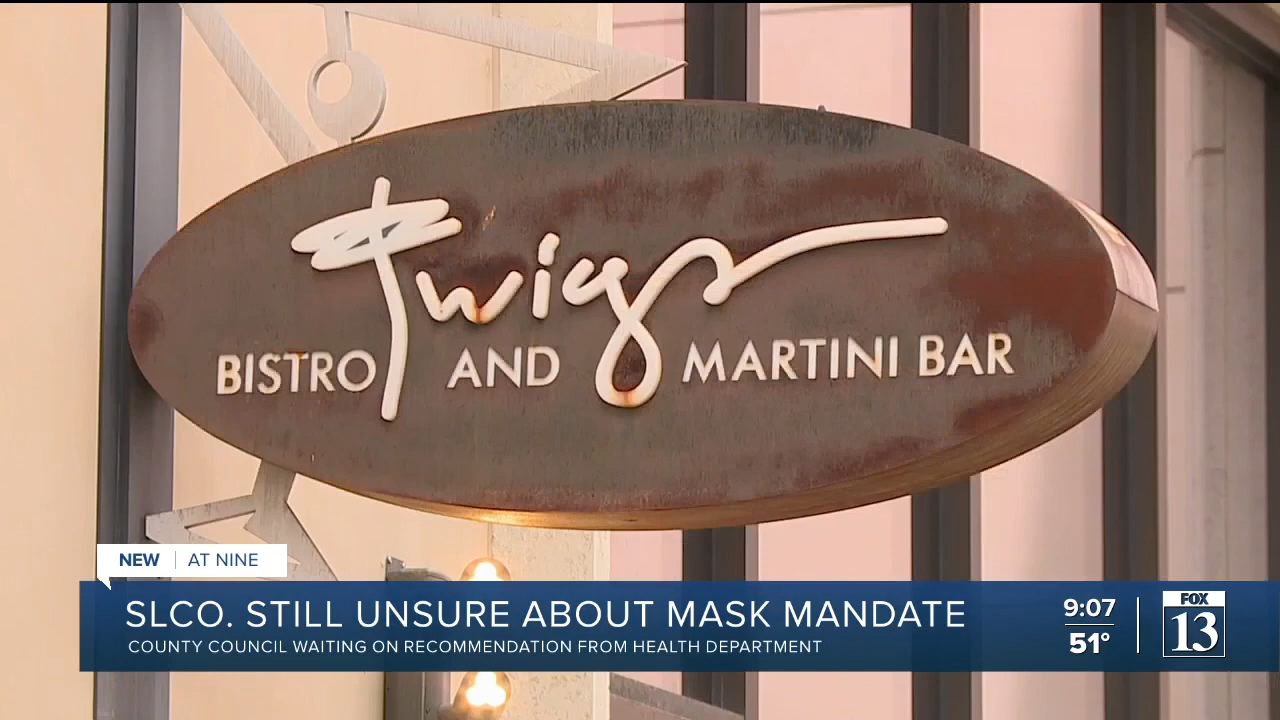 Twigs
BISTRO AND MARTINI BAR
NEW AT NINE
SLCO. STILL UNSURE ABOUT MASK MANDATE
COUNTY COUNCIL WAITING ON RECOMMENDATION FROM HEALTH DEPARTMENT
9:07
51°
FOX
13